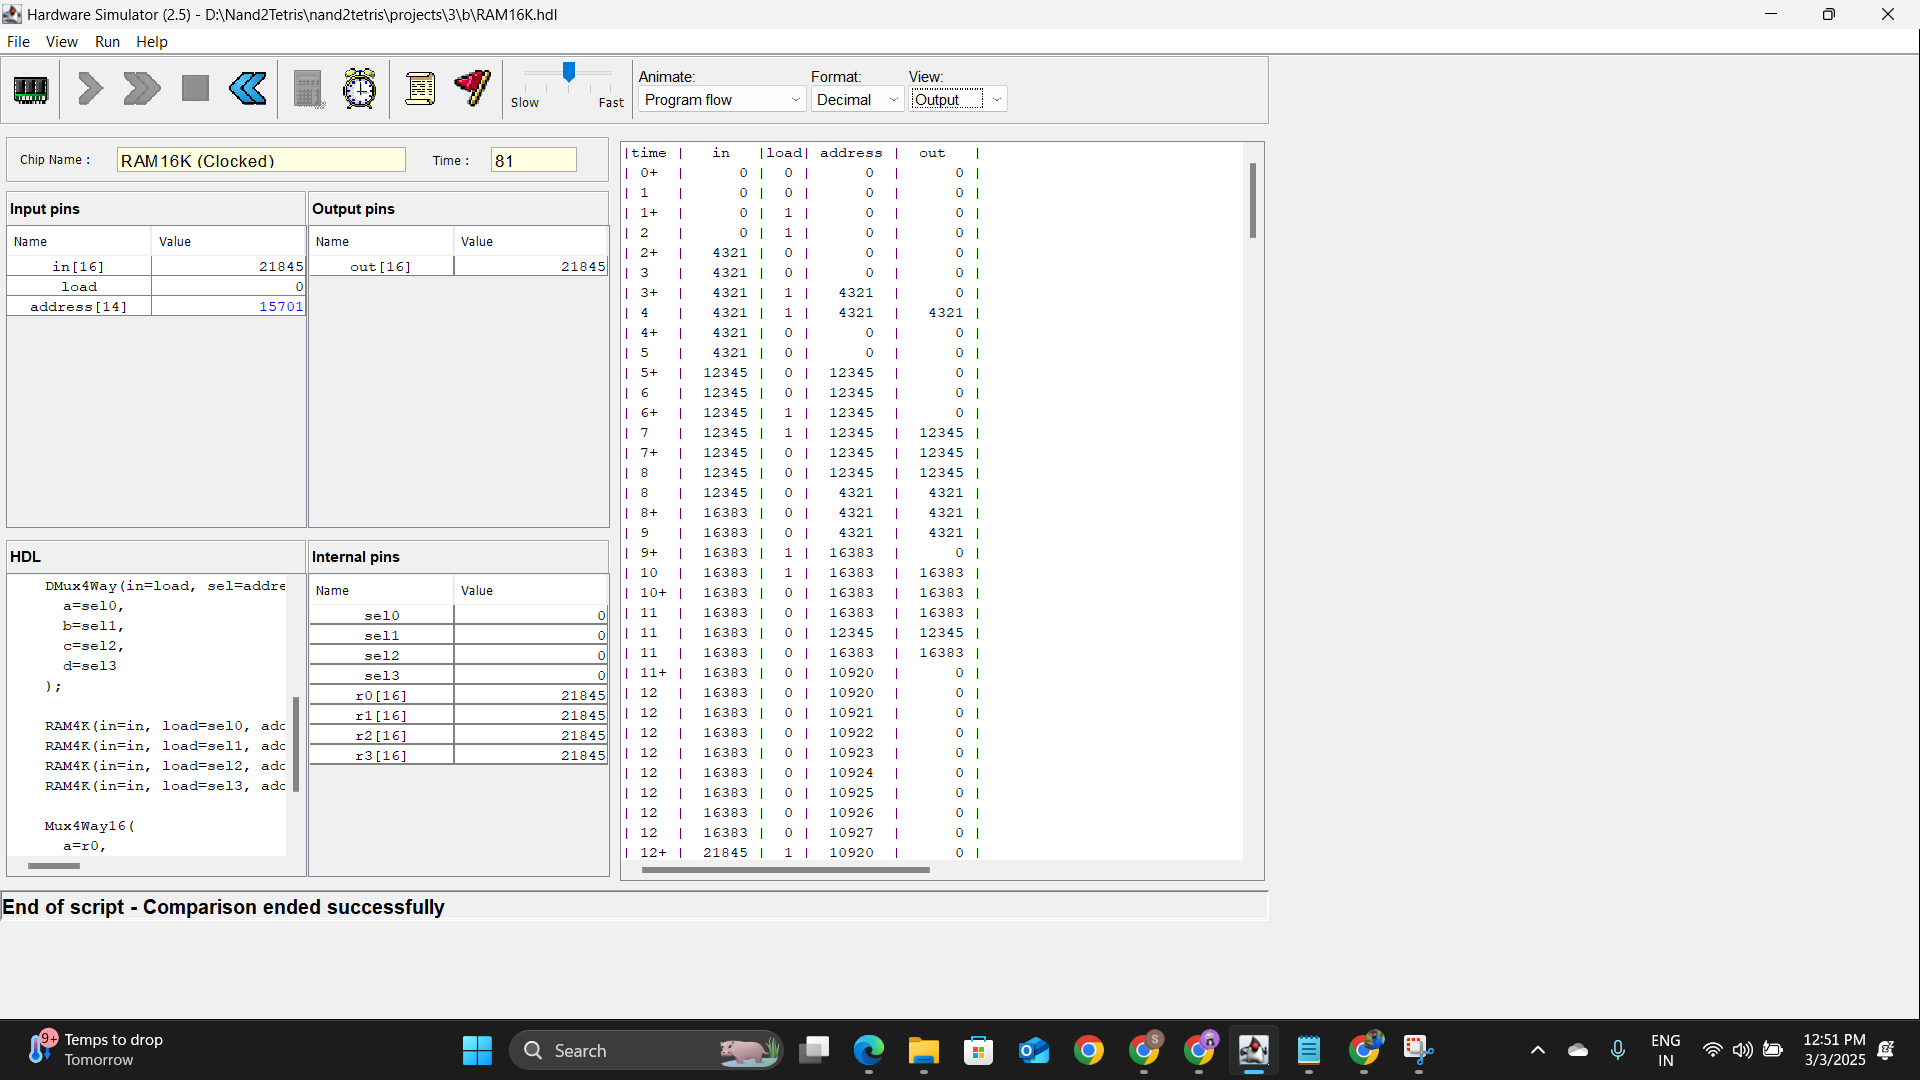 Hardware Simulator (2.5) - D:\Nand2Tetris\nand2tetris\projects\3\b\RAM16K.hdl
File View Run Help
Slow Fast
Animate: Format: View:
Program flow Decimal Output
Chip Name : RAM16K (Clocked) Time : 81
Input pins
Name Value
in[16] 21845
load 0
address[14] 15701
Output pins
Name Value
out[16] 21845
HDL
DMux4Way(in=load, sel=addre
a=sel0,
b=sel1,
c=sel2,
d=sel3
);
RAM4K(in=in, load=sel0, add
RAM4K(in=in, load=sel1, add
RAM4K(in=in, load=sel2, add
RAM4K(in=in, load=sel3, add
Mux4Way16(
a=r0,
Internal pins
Name Value
sel0 0
sel1 0
sel2 0
sel3 0
r0[16] 21845
r1[16] 21845
r2[16] 21845
r3[16] 21845
|time | in |load| address | out |
| 0+ | 0 | 0 | 0 | 0 |
| 1 | 0 | 0 | 0 | 0 |
| 1+ | 0 | 1 | 0 | 0 |
| 2 | 0 | 1 | 0 | 0 |
| 2+ | 4321 | 0 | 0 | 0 |
| 3 | 4321 | 0 | 0 | 0 |
| 3+ | 4321 | 1 | 4321 | 0 |
| 4 | 4321 | 1 | 4321 | 4321 |
| 4+ | 4321 | 0 | 0 | 0 |
| 5 | 4321 | 0 | 0 | 0 |
| 5+ | 12345 | 0 | 12345 | 0 |
| 6 | 12345 | 0 | 12345 | 0 |
| 6+ | 12345 | 1 | 12345 | 0 |
| 7 | 12345 | 1 | 12345 | 12345 |
| 7+ | 12345 | 0 | 12345 | 12345 |
| 8 | 12345 | 0 | 12345 | 12345 |
| 8 | 12345 | 0 | 4321 | 4321 |
| 8+ | 16383 | 0 | 4321 | 4321 |
| 9 | 16383 | 0 | 4321 | 4321 |
| 9+ | 16383 | 1 | 16383 | 0 |
| 10 | 16383 | 1 | 16383 | 16383 |
| 10+ | 16383 | 0 | 16383 | 16383 |
| 11 | 16383 | 0 | 16383 | 16383 |
| 11 | 16383 | 0 | 12345 | 12345 |
| 11 | 16383 | 0 | 16383 | 16383 |
| 11+ | 16383 | 0 | 10920 | 0 |
| 12 | 16383 | 0 | 10920 | 0 |
| 12 | 16383 | 0 | 10921 | 0 |
| 12 | 16383 | 0 | 10922 | 0 |
| 12 | 16383 | 0 | 10923 | 0 |
| 12 | 16383 | 0 | 10924 | 0 |
| 12 | 16383 | 0 | 10925 | 0 |
| 12 | 16383 | 0 | 10926 | 0 |
| 12 | 16383 | 0 | 10927 | 0 |
| 12+ | 21845 | 1 | 10920 | 0 |
End of script - Comparison ended successfully
9+
Temps to drop
Tomorrow
Search
S
ENG
IN
12:51 PM
3/3/2025